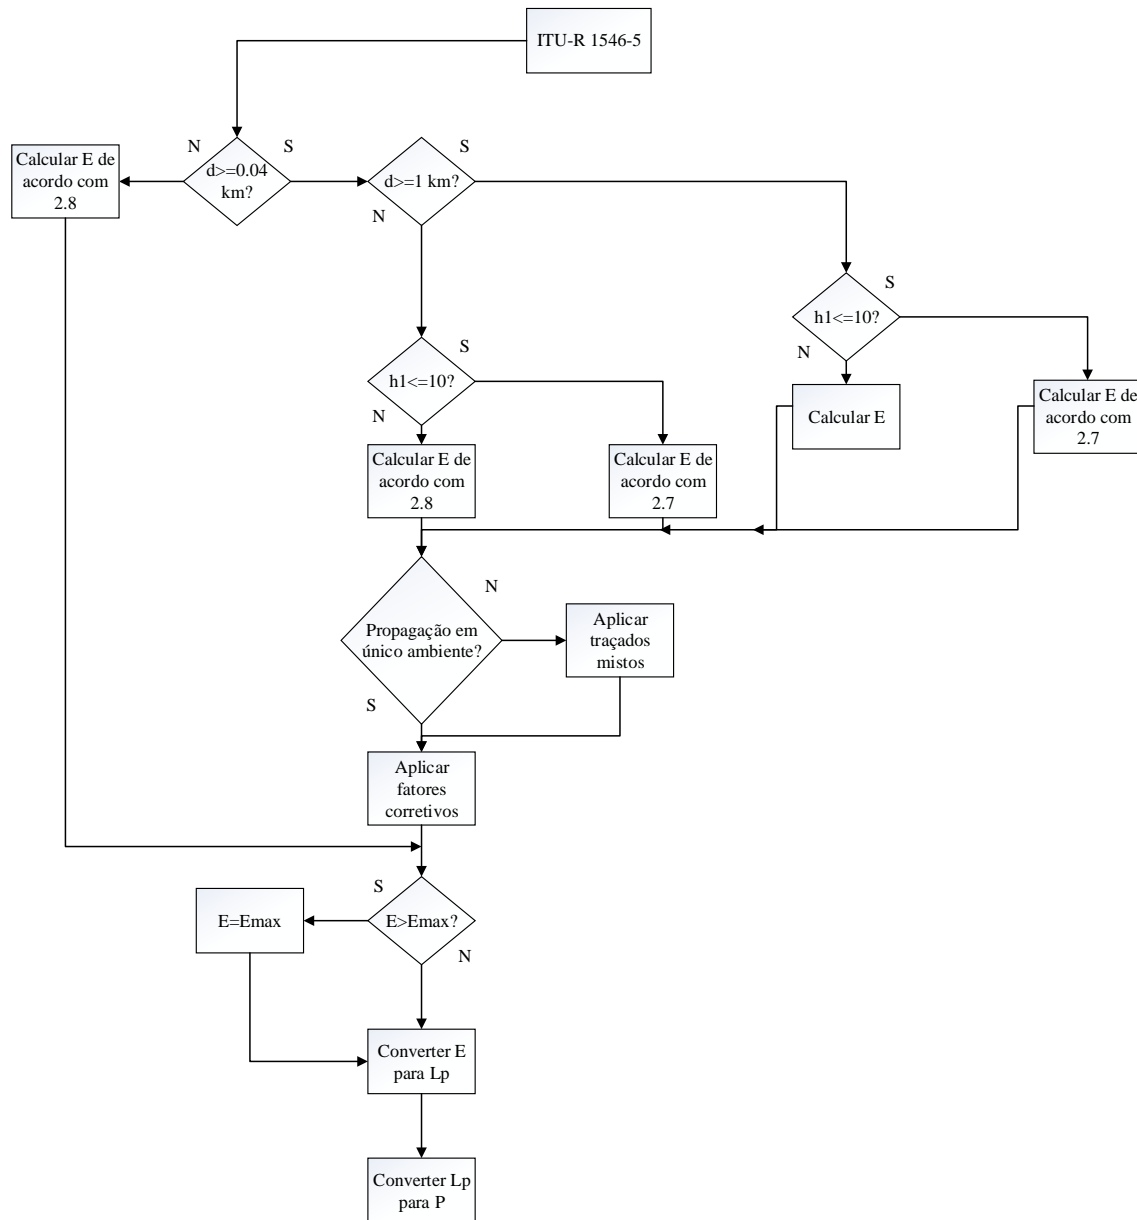 ITU-R 1546-5
N
S
S
Calcular E de
acordo com
2.8
d>=0.04
km?
d>=1 km?
N
S
h1<=10?
N
S
h1<=10?
N
Calcular E
Calcular E de
acordo com
2.7
Calcular E de
acordo com
2.8
Calcular E de
acordo com
2.7
N
Propagação em
único ambiente?
Aplicar
traçados
mistos
S
Aplicar
fatores
corretivos
S
E=Emax
E>Emax?
N
Converter E
para Lp
Converter Lp
para P